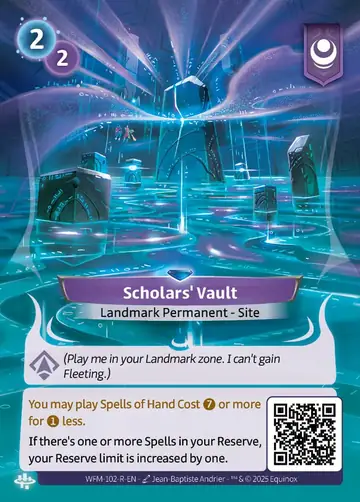 2
2
Scholars' Vault
Landmark Permanent - Site
(Play me in your Landmark zone. I can't gain
Fleeting.)
You may play Spells of Hand Cost 7 or more
for 1 less.
If there's one or more Spells in your Reserve,
your Reserve limit is increased by one.
WFM-102-R-EN - Jean-Baptiste Andrier - ™ & © 2025 Equinox